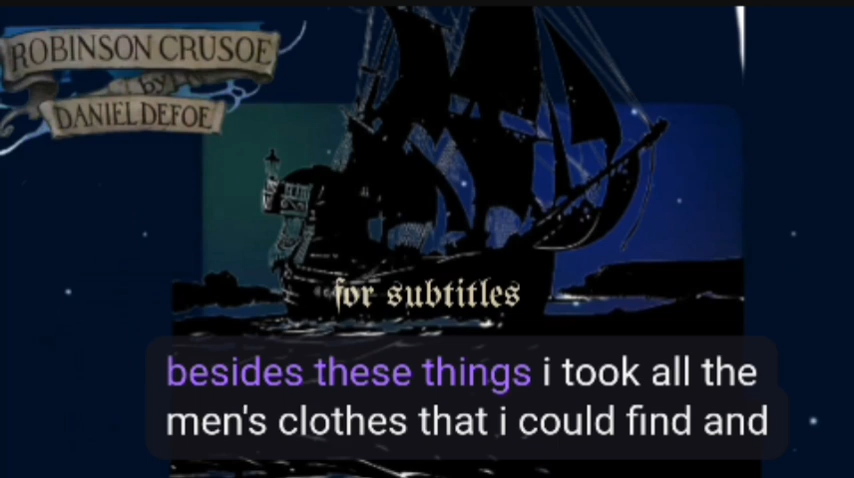 ROBINSON CRUSOE
by
DANIEL DEFOE
for subtitles
besides these things i took all the
men's clothes that i could find and